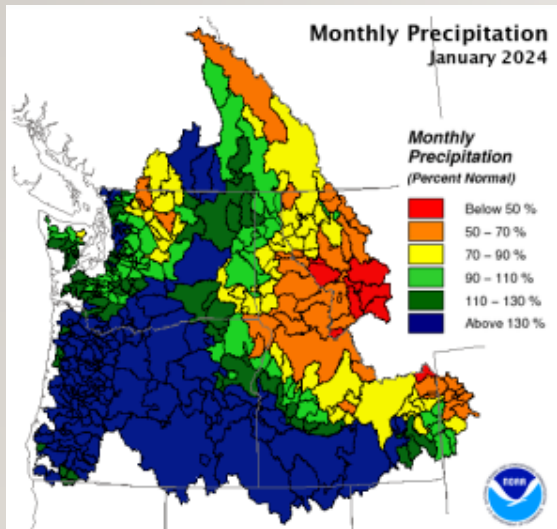 Monthly Precipitation
January 2024
Monthly
Precipitation
(Percent Normal)
Below 50 %
50 – 70 %
70 – 90 %
90 – 110 %
110 – 130 %
Above 130 %
noaa